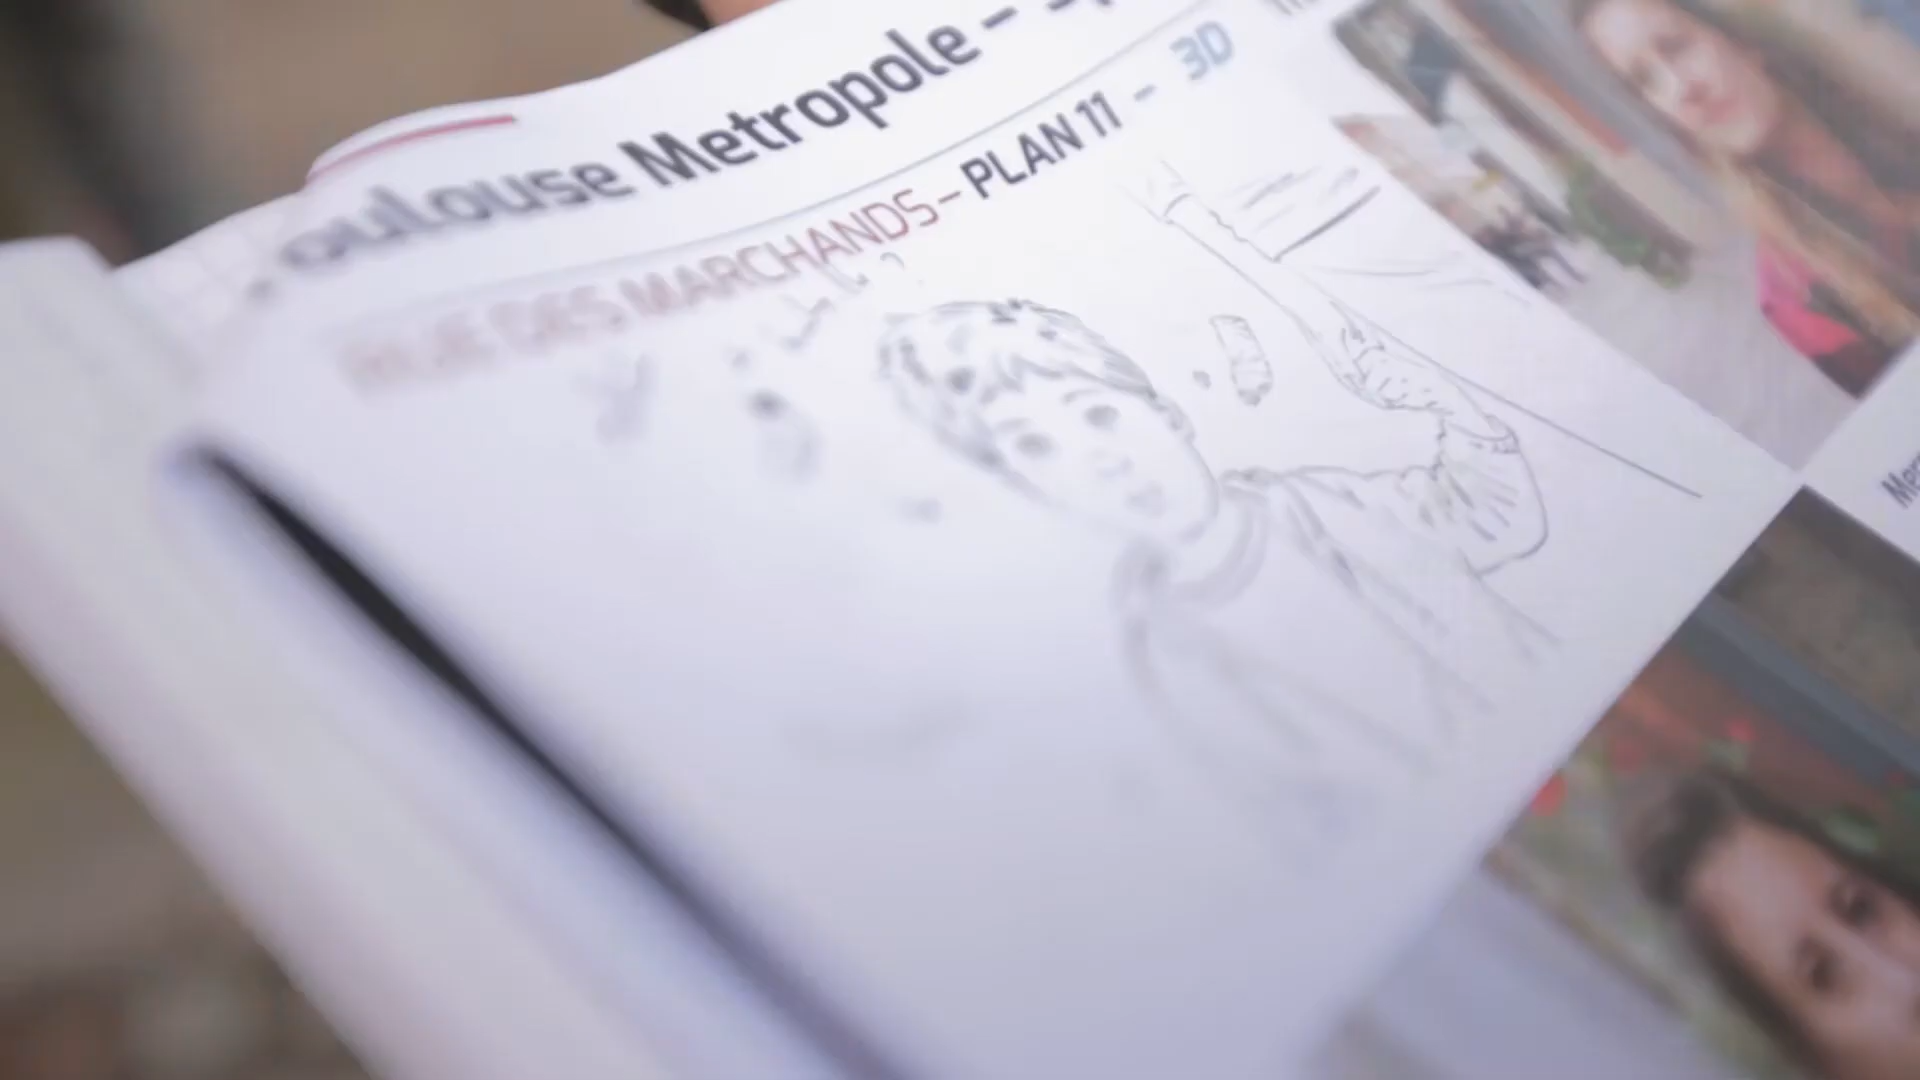 oulouse Metropole –
RUE DES MARCHANDS – PLAN 11 – 3D